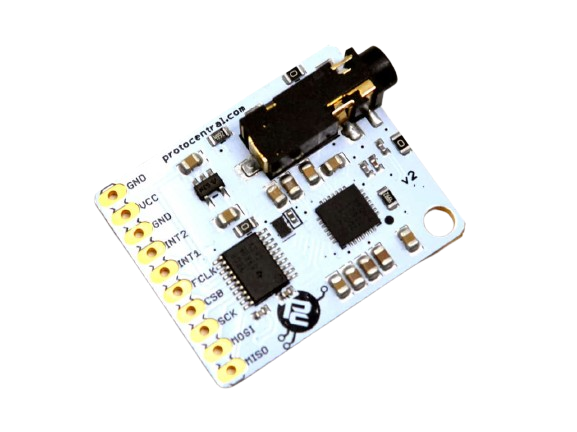 protocentral.com
v2
GND
VCC
GND
INT2
INT1
FCLK
CSB
SCK
MOSI
MISO